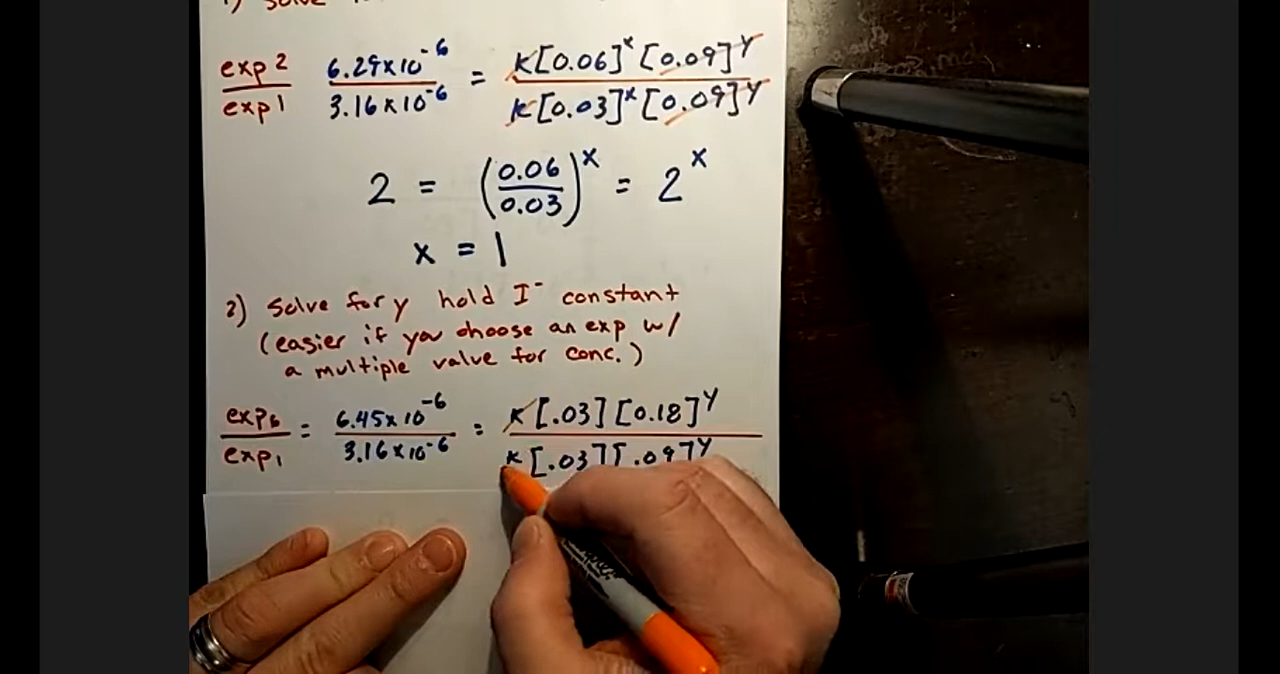 1) Solve
exp 2 / exp 1 6.29x10^-6 / 3.16x10^-6 = K[0.06]^x [0.09]^y / K[0.03]^x [0.09]^y
2 = (0.06 / 0.03)^x = 2^x
x = 1
2) Solve for y hold I^- constant
(easier if you choose an exp w/
a multiple value for conc.)
exp6 / exp1 = 6.45x10^-6 / 3.16x10^-6 = K[.03][0.18]^y / K[.03][.09]^y